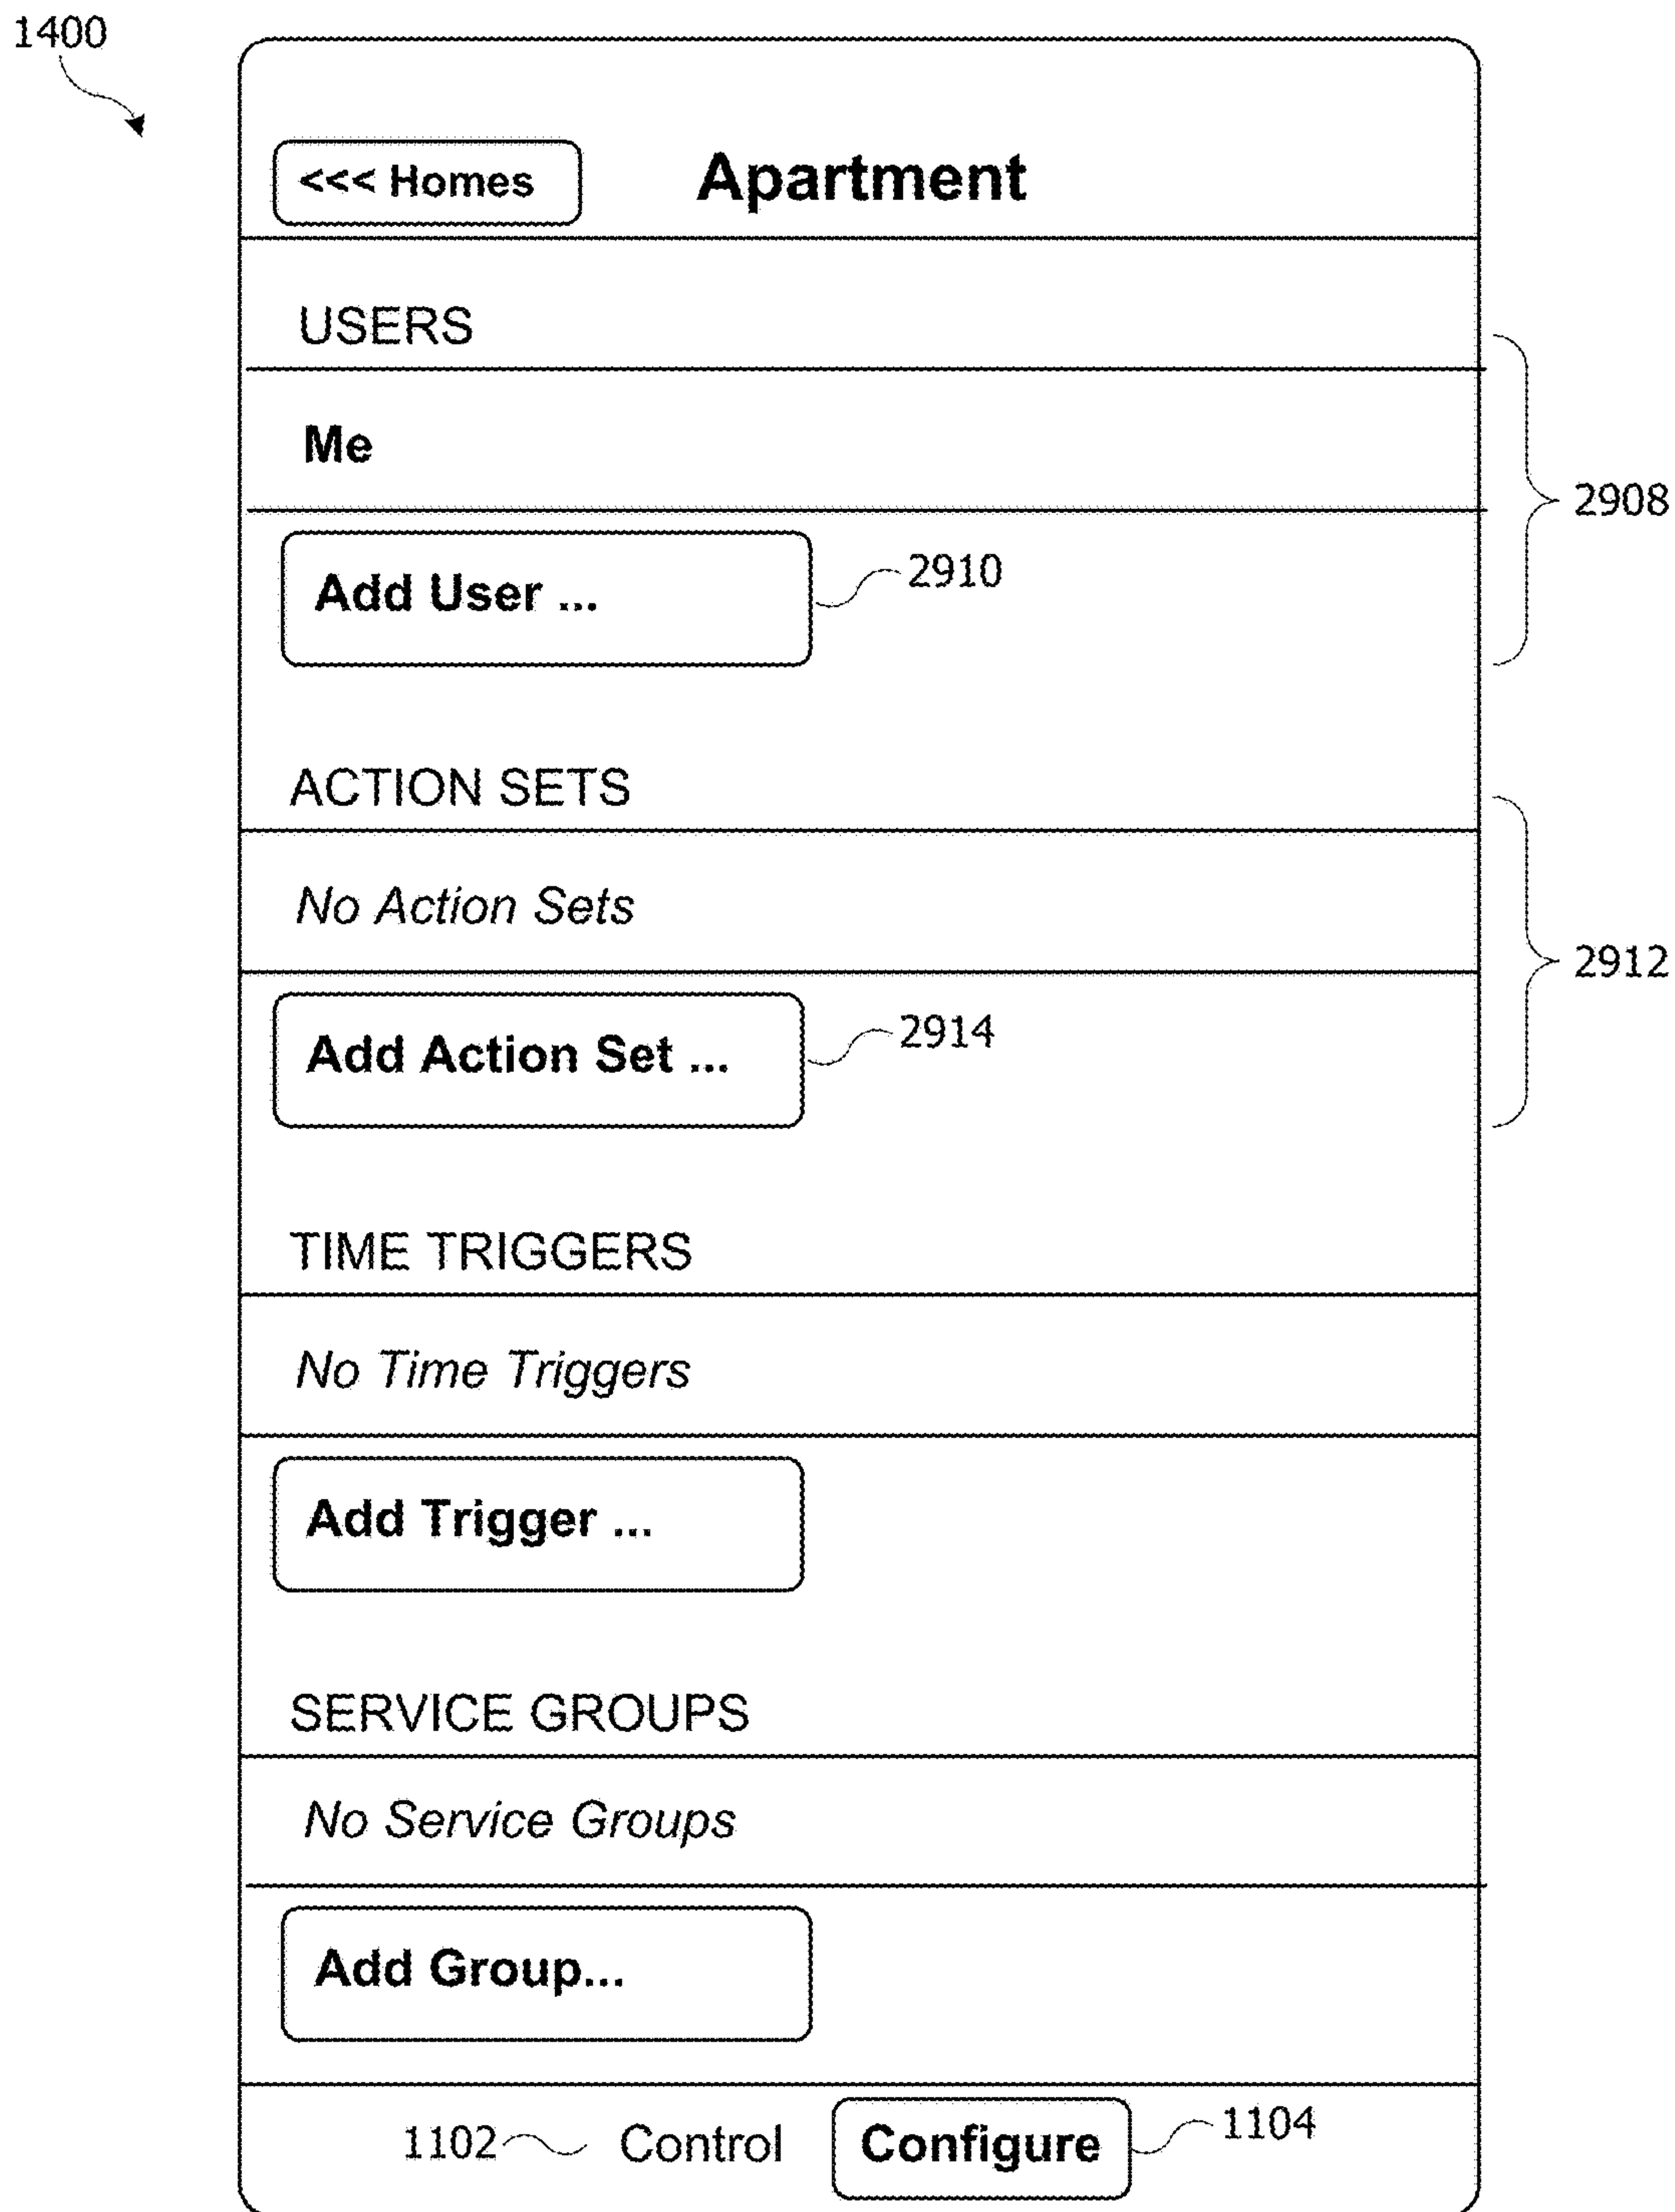 1400
<<< Homes Apartment
USERS
Me
2908
Add User ... 2910
ACTION SETS
No Action Sets
2912
Add Action Set ... 2914
TIME TRIGGERS
No Time Triggers
Add Trigger ...
SERVICE GROUPS
No Service Groups
Add Group...
1102 Control Configure 1104